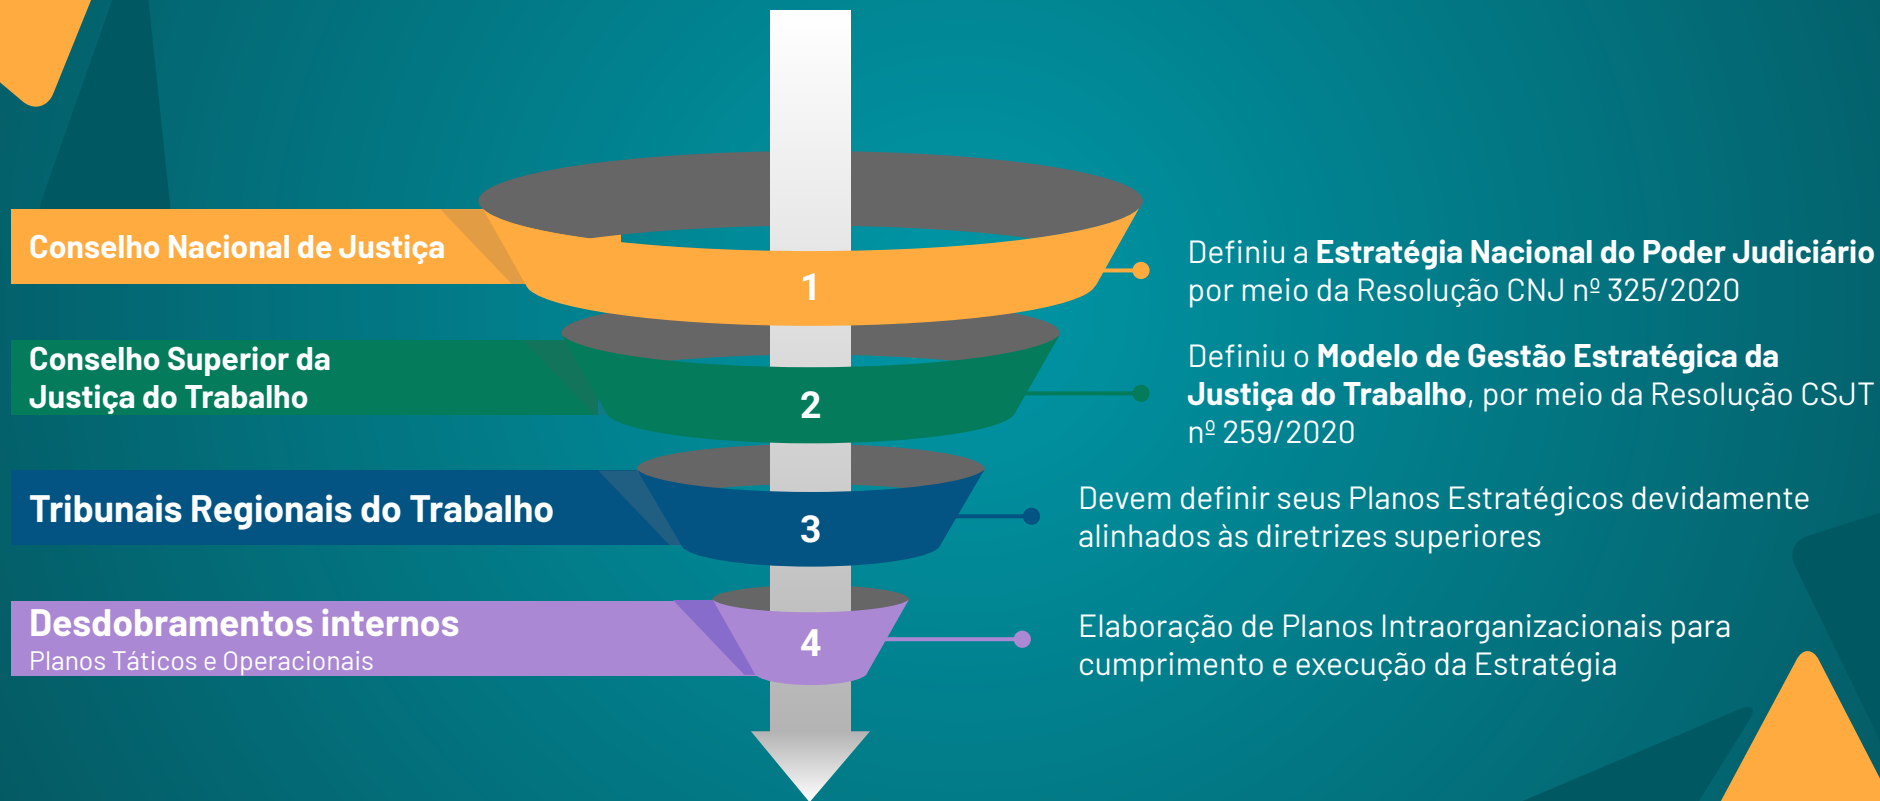 Conselho Nacional de Justiça
1
Definiu a Estratégia Nacional do Poder Judiciário
por meio da Resolução CNJ nº 325/2020
Conselho Superior da
Justiça do Trabalho
2
Definiu o Modelo de Gestão Estratégica da
Justiça do Trabalho, por meio da Resolução CSJT
nº 259/2020
Tribunais Regionais do Trabalho
3
Devem definir seus Planos Estratégicos devidamente
alinhados às diretrizes superiores
Desdobramentos internos
Planos Táticos e Operacionais
4
Elaboração de Planos Intraorganizacionais para
cumprimento e execução da Estratégia